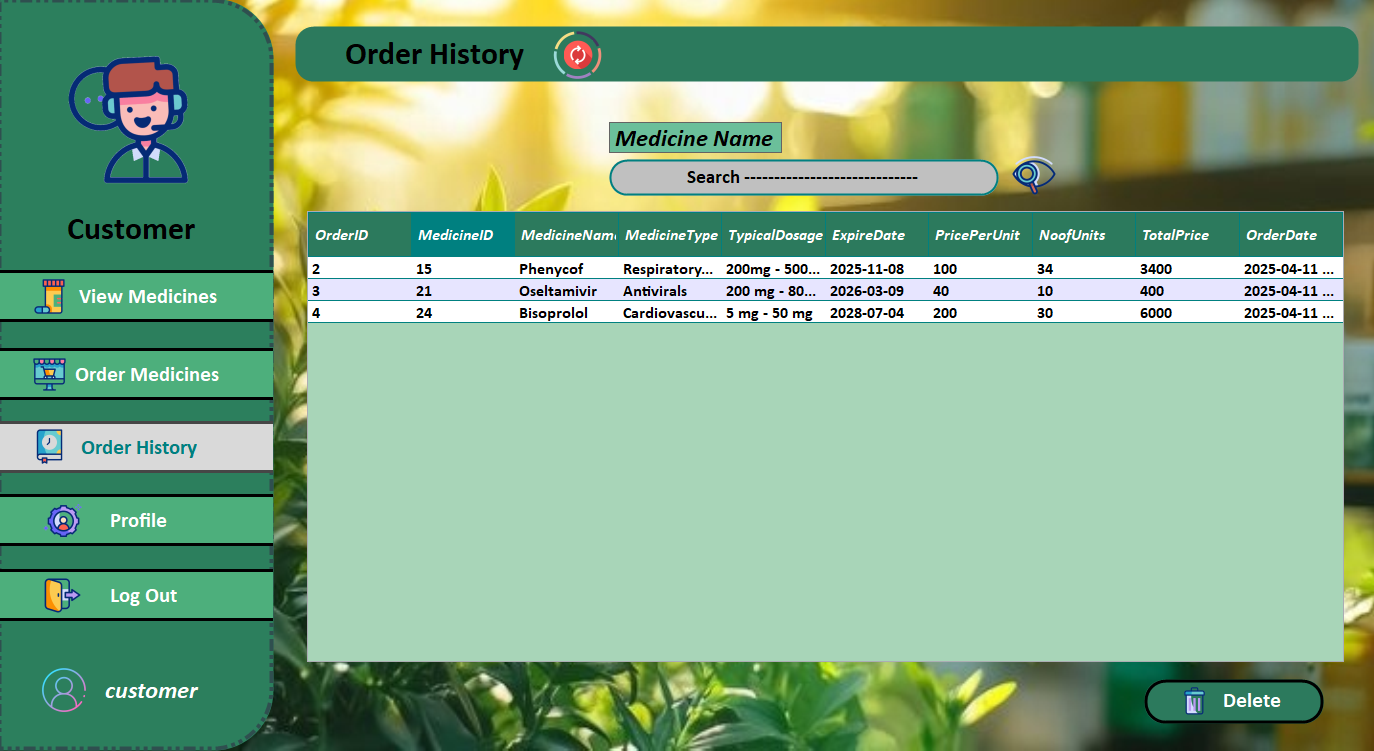 Order History
Customer
View Medicines
Order Medicines
Order History
Profile
Log Out
customer
Medicine Name
Search -----------------------------
OrderID MedicineID MedicineNam MedicineType TypicalDosage ExpireDate PricePerUnit NoofUnits TotalPrice OrderDate
2 15 Phenycof Respiratory... 200mg - 500... 2025-11-08 100 34 3400 2025-04-11 ...
3 21 Oseltamivir Antivirals 200 mg - 80... 2026-03-09 40 10 400 2025-04-11 ...
4 24 Bisoprolol Cardiovascu... 5 mg - 50 mg 2028-07-04 200 30 6000 2025-04-11 ...
Delete